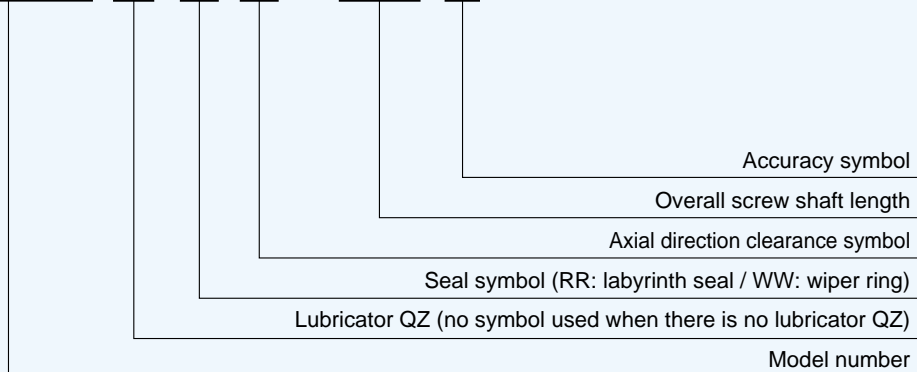 Accuracy symbol
Overall screw shaft length
Axial direction clearance symbol
Seal symbol (RR: labyrinth seal / WW: wiper ring)
Lubricator QZ (no symbol used when there is no lubricator QZ)
Model number